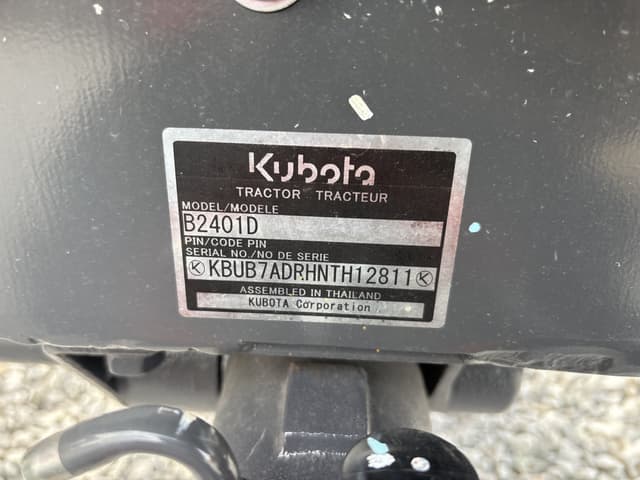 Kubota
TRACTOR TRACTEUR
MODEL/MODELE
B2401D
PIN/CODE PIN
SERIAL NO./NO DE SERIE
KBUB7ADRHNTH12811
ASSEMBLED IN THAILAND
KUBOTA Corporation